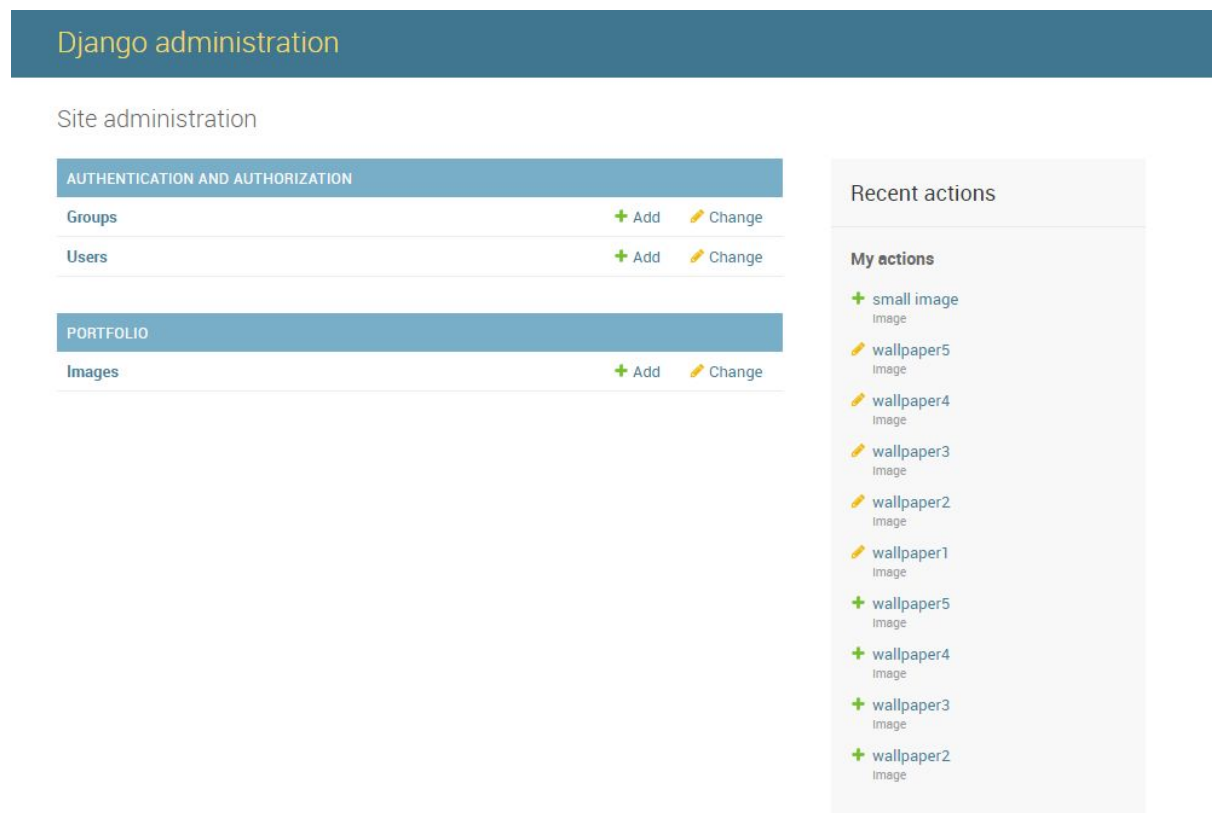 Django administration
Site administration
AUTHENTICATION AND AUTHORIZATION
Groups Add Change
Users Add Change
PORTFOLIO
Images Add Change
Recent actions
My actions
small image
Image
wallpaper5
Image
wallpaper4
Image
wallpaper3
Image
wallpaper2
Image
wallpaper1
Image
wallpaper5
Image
wallpaper4
Image
wallpaper3
Image
wallpaper2
Image